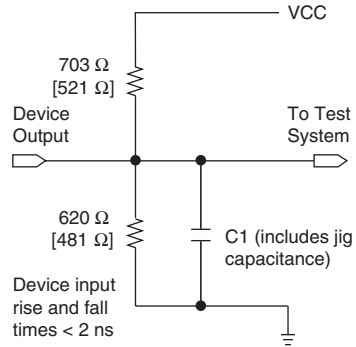 VCC
703 Ω
[521 Ω]
Device
Output
To Test
System
620 Ω
[481 Ω]
C1 (includes jig
capacitance)
Device input
rise and fall
times < 2 ns